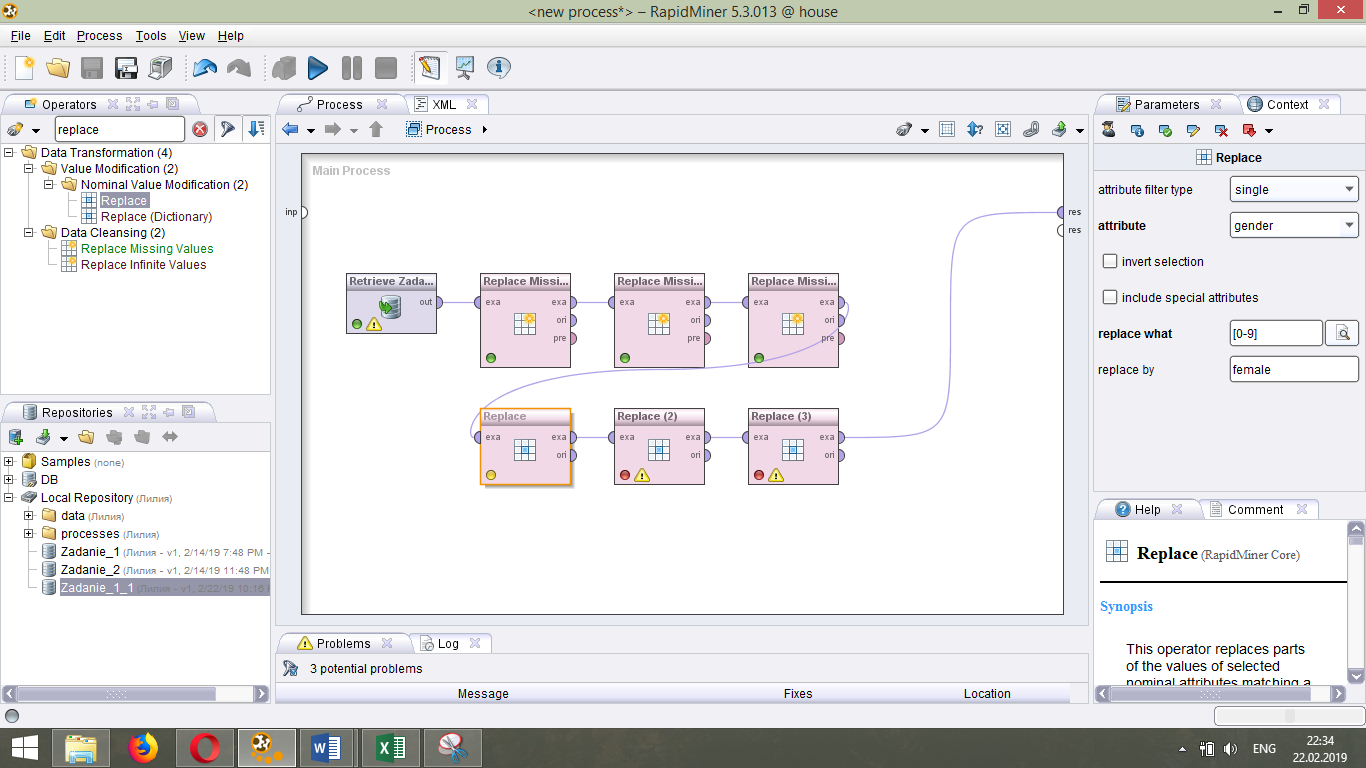 <new process*> – RapidMiner 5.3.013 @ house
File Edit Process Tools View Help
Operators
replace
Data Transformation (4)
Value Modification (2)
Nominal Value Modification (2)
Replace
Replace (Dictionary)
Data Cleansing (2)
Replace Missing Values
Replace Infinite Values
Repositories
Samples (none)
DB
Local Repository (Лилия)
data (Лилия)
processes (Лилия)
Zadanie_1 (Лилия – v1, 2/14/19 7:48 PM –
Zadanie_2 (Лилия – v1, 2/14/19 11:48 PM
Zadanie_1_1 (Лилия – v1, 2/22/19 10:16
Process XML
Process
Main Process
inp
res
res
Retrieve Zada...
out
Replace Missi...
exa exa
ori
pre
Replace Missi...
exa exa
ori
pre
Replace Missi...
exa exa
ori
pre
Replace
exa exa
ori
Replace (2)
exa exa
ori
Replace (3)
exa exa
ori
Problems Log
3 potential problems
Message Fixes Location
Parameters Context
Replace
attribute filter type single
attribute gender
invert selection
include special attributes
replace what [0-9]
replace by female
Help Comment
Replace (RapidMiner Core)
Synopsis
This operator replaces parts
of the values of selected
nominal attributes matching a
ENG
22:34
22.02.2019